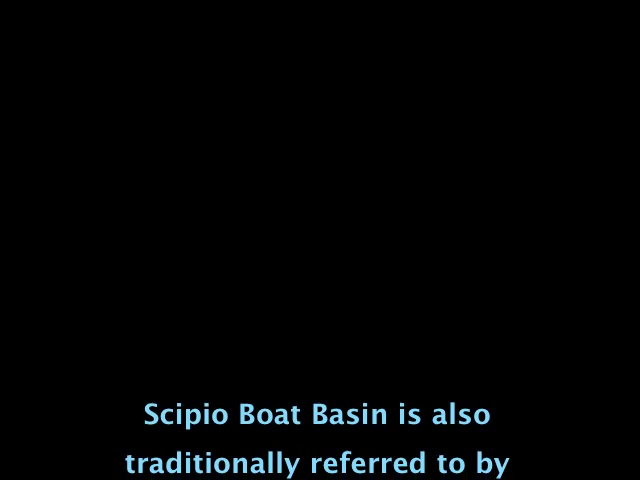 Scipio Boat Basin is also
traditionally referred to by